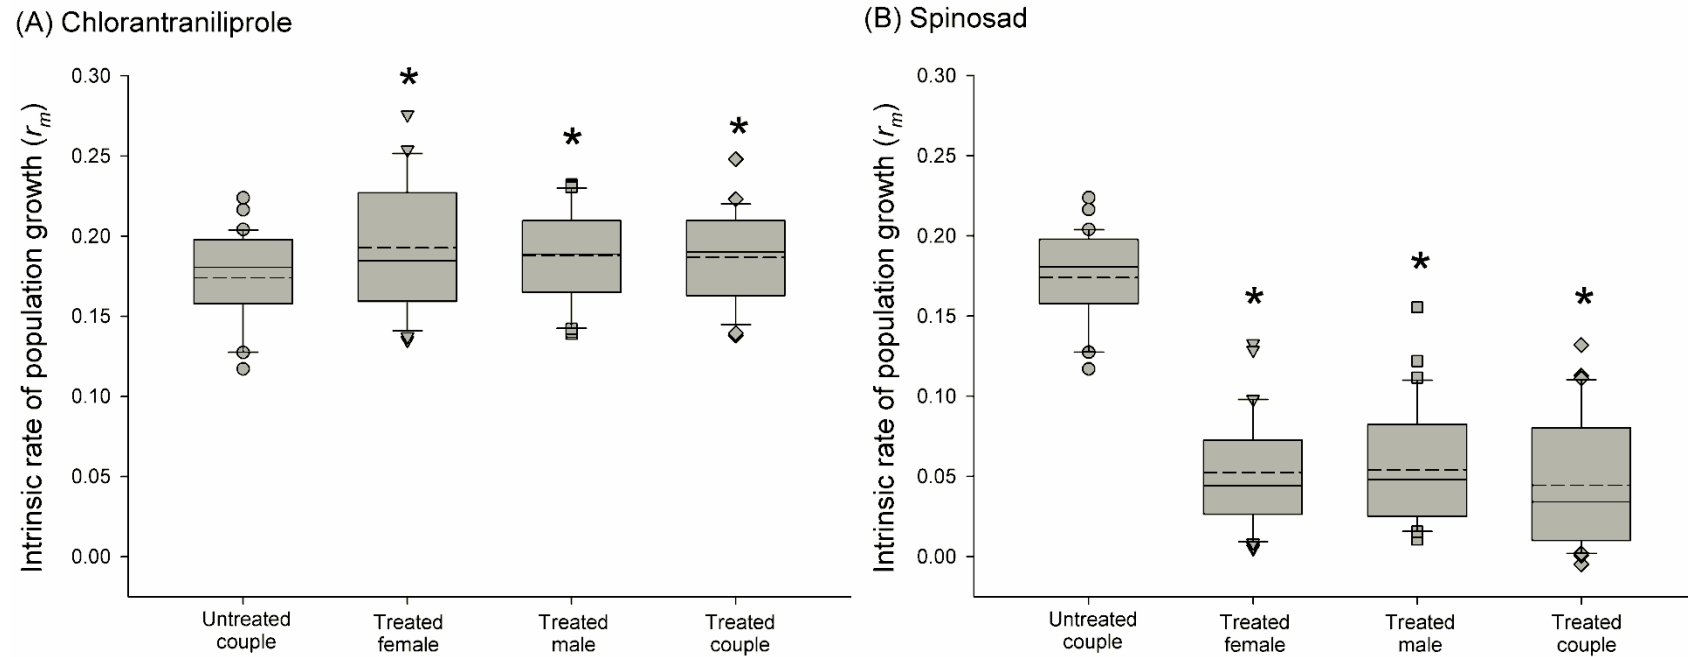 (A) Chlorantraniliprole
Intrinsic rate of population growth (rm)
0.30
0.25
0.20
0.15
0.10
0.05
0.00
*
*
*
Untreated
couple
Treated
female
Treated
male
Treated
couple
(B) Spinosad
Intrinsic rate of population growth (rm)
0.30
0.25
0.20
0.15
0.10
0.05
0.00
*
*
*
Untreated
couple
Treated
female
Treated
male
Treated
couple